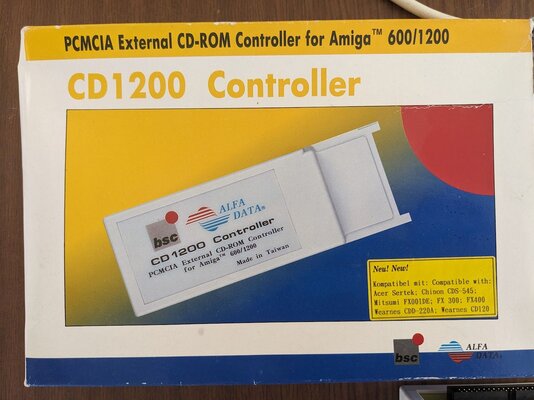 PCMCIA External CD-ROM Controller for Amiga™ 600/1200
CD1200 Controller
bsc
ALFA
DATA®
CD1200 Controller
PCMCIA External CD-ROM Controller
for Amiga™ 600/1200
Made in Taiwan
New! New!
Kompatibel mit: Compatible with:
Acer Sertek: Chinon CDS-545:
Mitsumi FX001DE; FX 300; FX400
Wearnes CDD-220A; Wearnes CD120
bsc
ALFA
DATA®